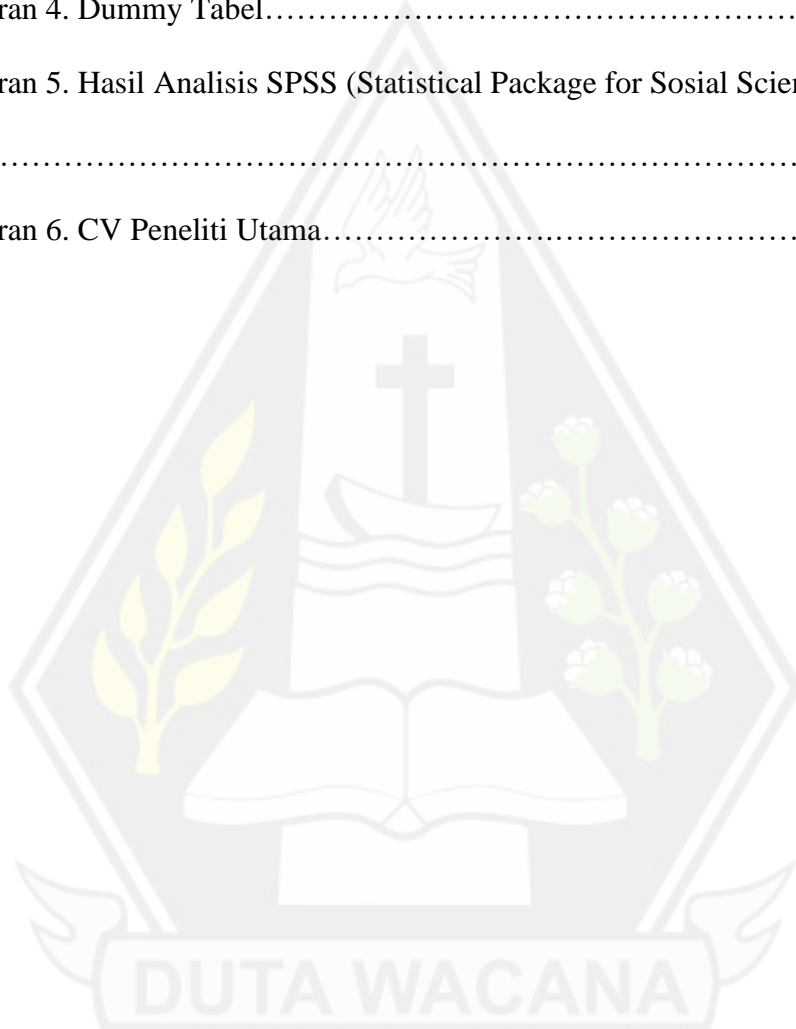 ran 4. Dummy Tabel……………………………………………………
ran 5. Hasil Analisis SPSS (Statistical Package for Sosial Scien
………………………………………………………………………………
ran 6. CV Peneliti Utama………………….……………………………
DUTA WACANA